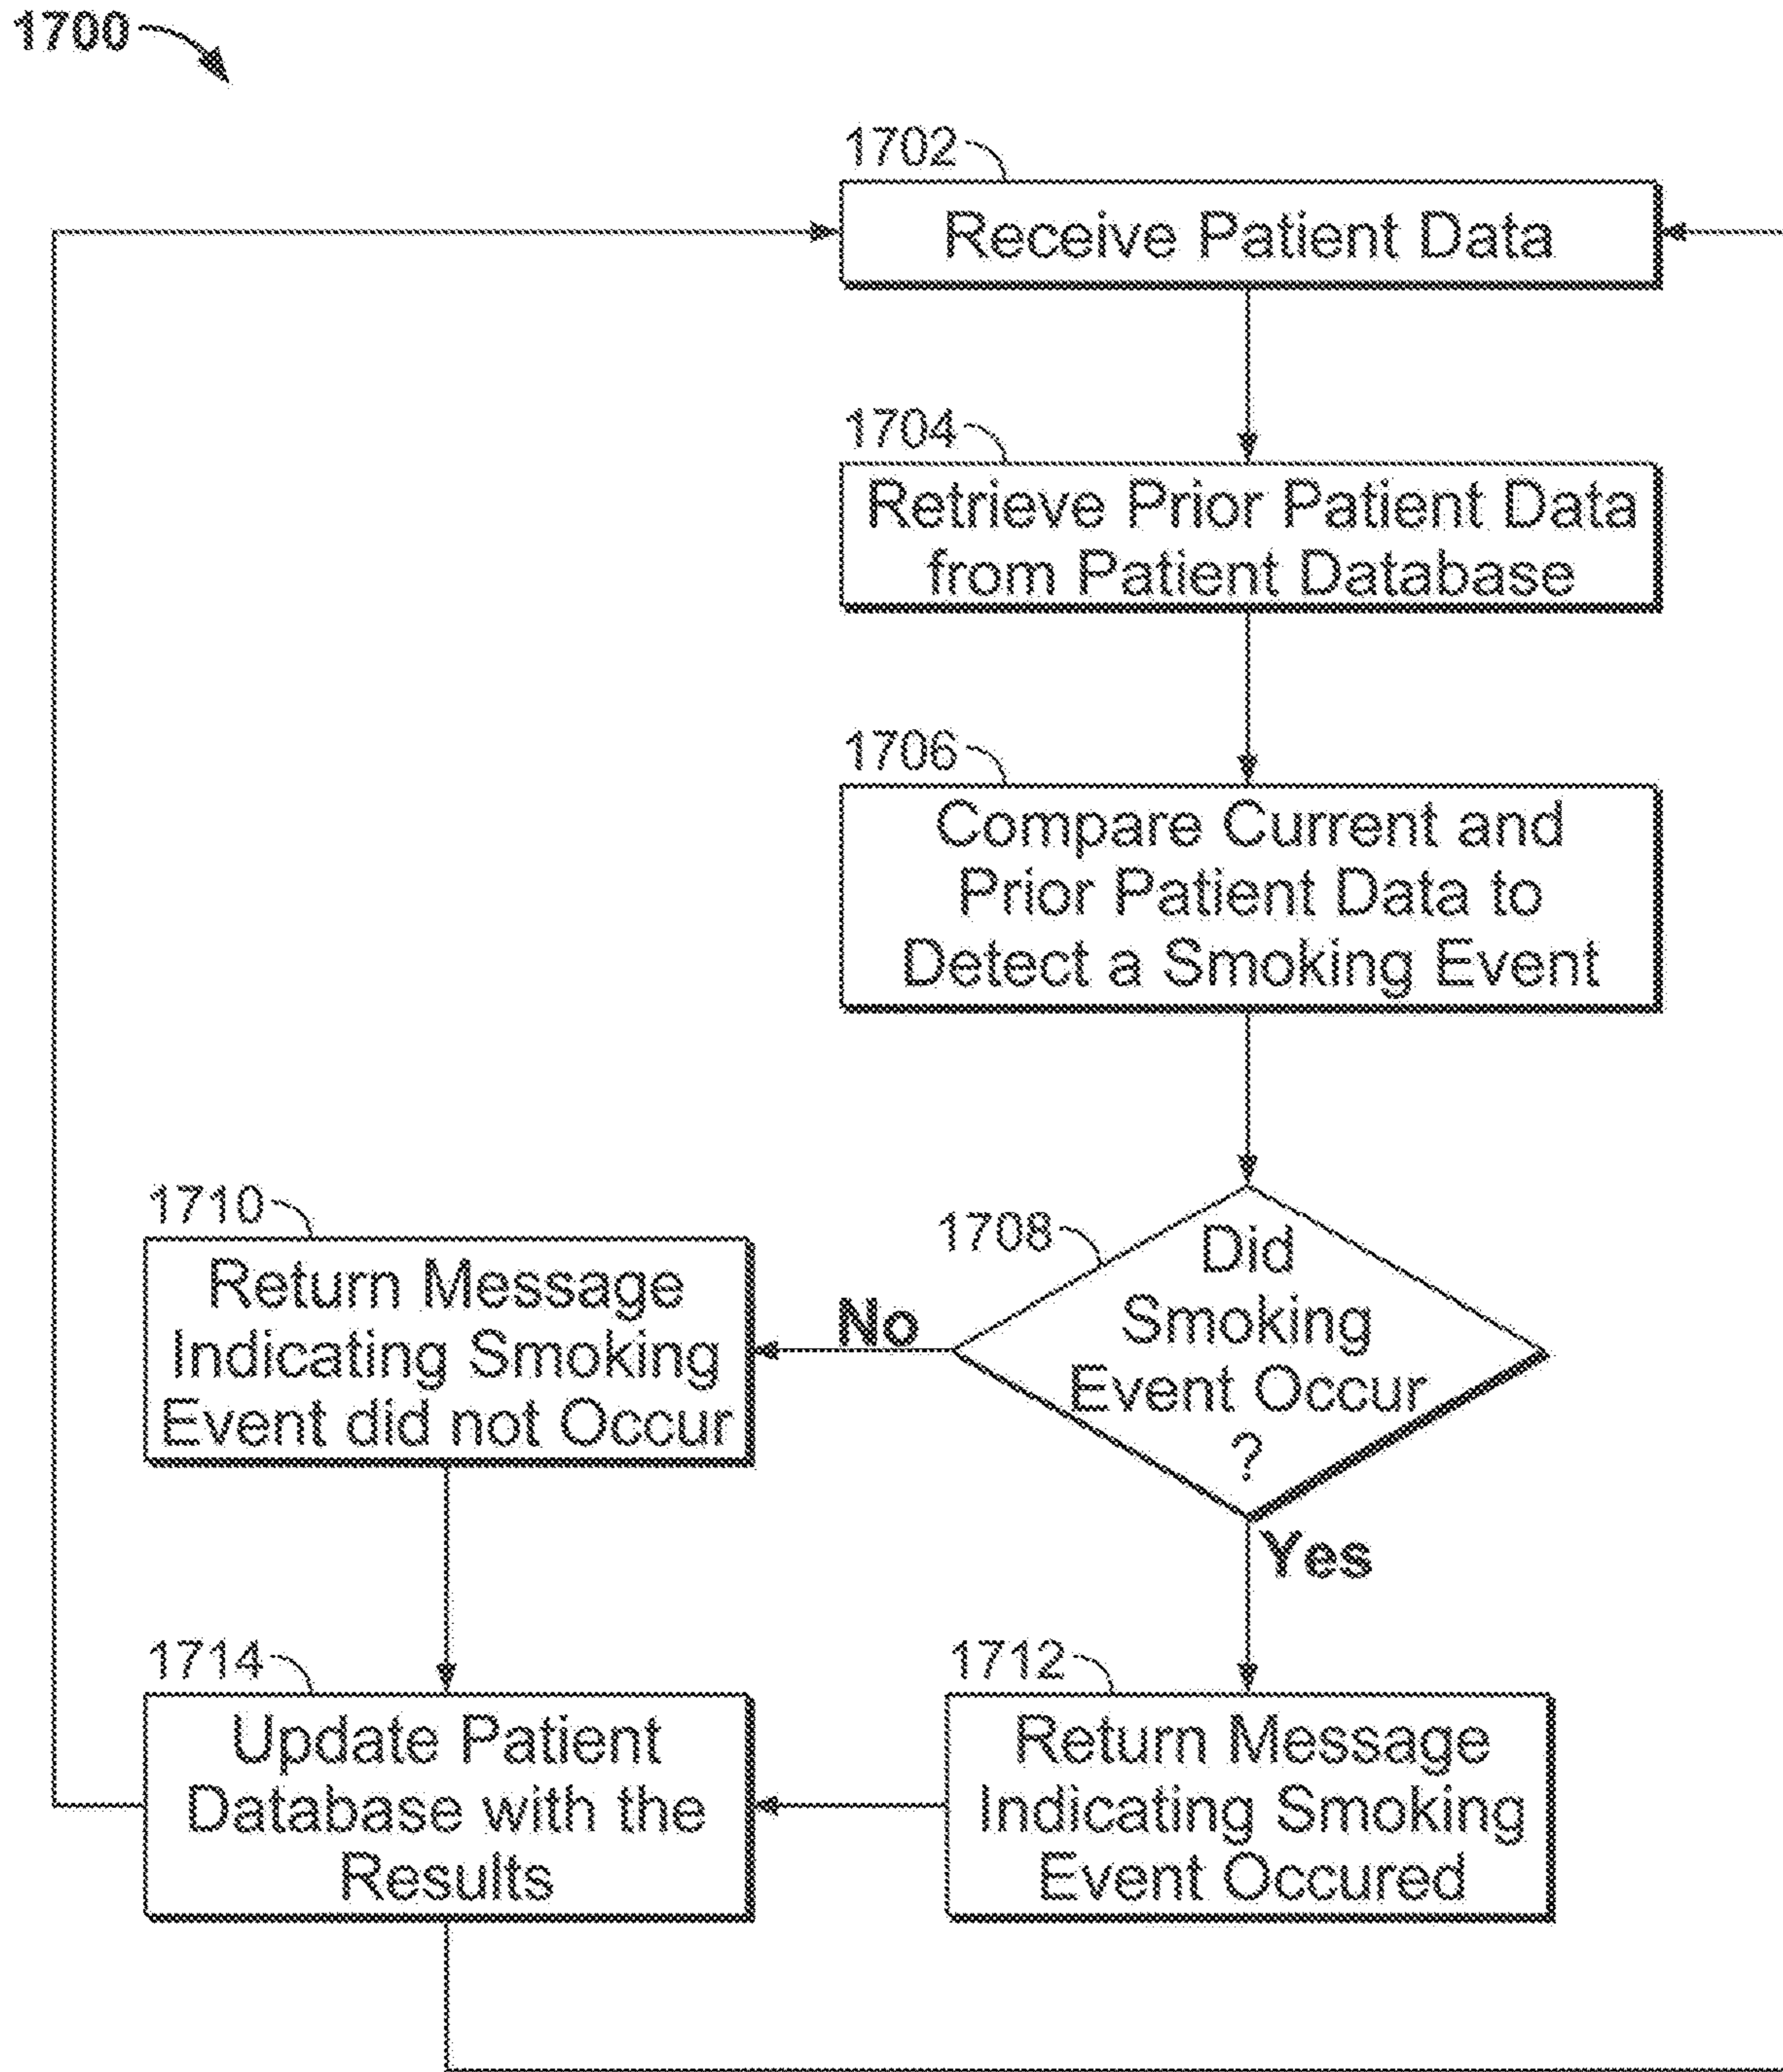 1700
1702
Receive Patient Data
1704
Retrieve Prior Patient Data
from Patient Database
1706
Compare Current and
Prior Patient Data to
Detect a Smoking Event
1708
Did
Smoking
Event Occur
?
No
Yes
1710
Return Message
Indicating Smoking
Event did not Occur
1712
Return Message
Indicating Smoking
Event Occured
1714
Update Patient
Database with the
Results